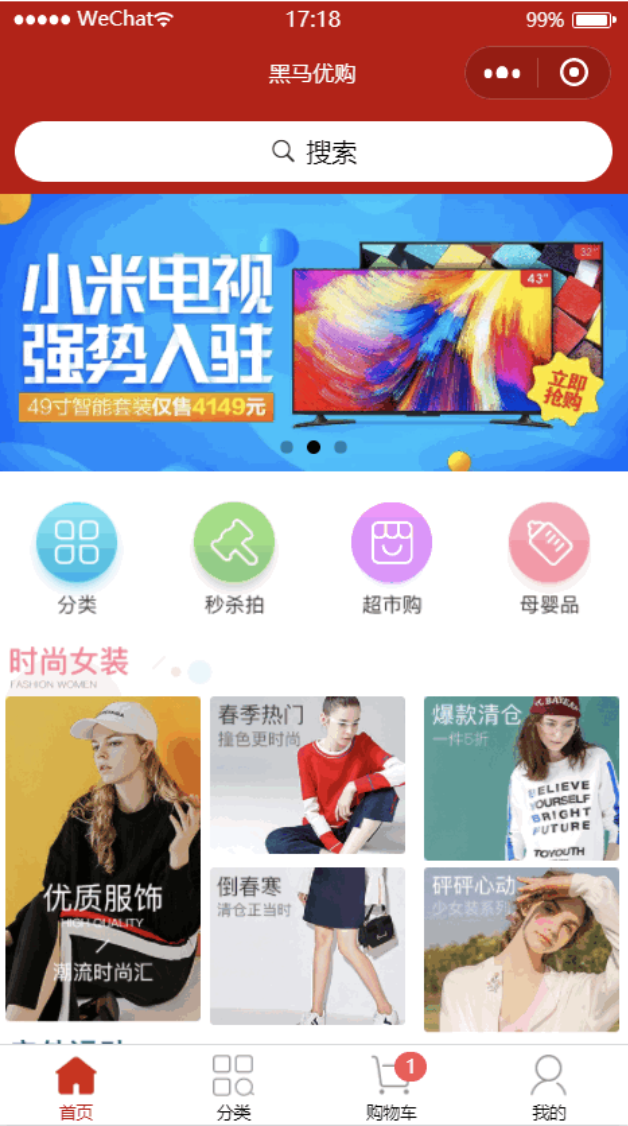 WeChat
17:18
99%
黑马优购
搜索
小米电视
强势入驻
49寸智能套装仅售4149元
32"
43"
立即
抢购
分类
秒杀拍
超市购
母婴品
时尚女装
FASHION WOMEN
优质服饰
HIGH QUALITY
潮流时尚汇
春季热门
撞色更时尚
爆款清仓
一件5折
BELIEVE
YOURSELF
BRIGHT
FUTURE
TOYOUTH
倒春寒
清仓正当时
砰砰心动
少女装系列
首页
分类
购物车
1
我的